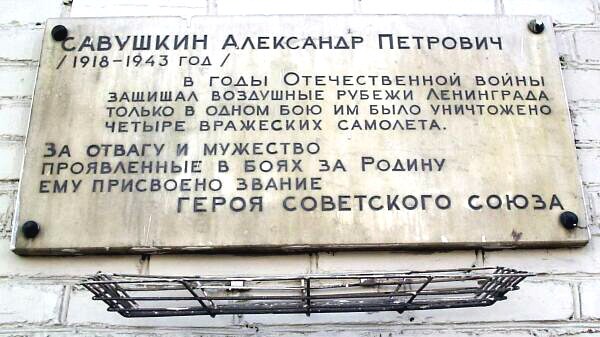 САВУШКИН АЛЕКСАНДР ПЕТРОВИЧ
/1918-1943 ГОД/
В ГОДЫ ОТЕЧЕСТВЕННОЙ ВОЙНЫ
ЗАЩИЩАЛ ВОЗДУШНЫЕ РУБЕЖИ ЛЕНИНГРАДА
ТОЛЬКО В ОДНОМ БОЮ ИМ БЫЛО УНИЧТОЖЕНО
ЧЕТЫРЕ ВРАЖЕСКИХ САМОЛЕТА.
ЗА ОТВАГУ И МУЖЕСТВО
ПРОЯВЛЕННЫЕ В БОЯХ ЗА РОДИНУ
ЕМУ ПРИСВОЕНО ЗВАНИЕ
ГЕРОЯ СОВЕТСКОГО СОЮЗА